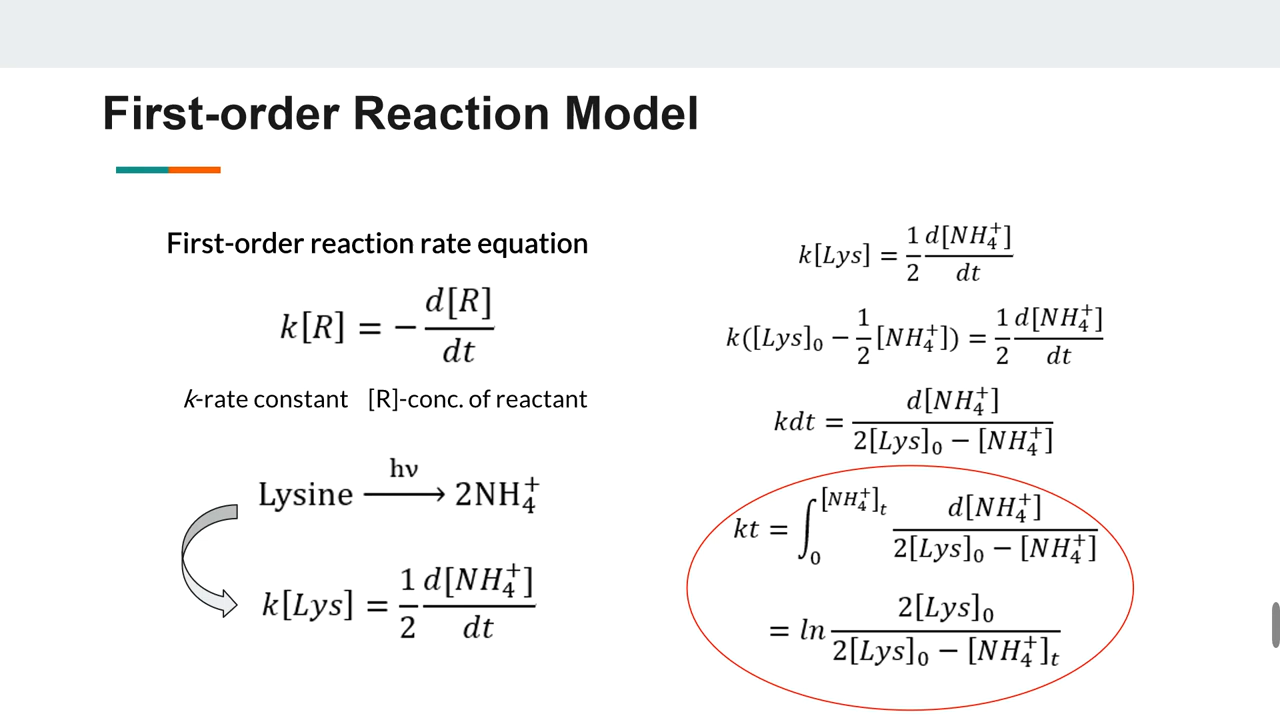 First-order Reaction Model
First-order reaction rate equation
k[R] = − d[R]/dt
k-rate constant [R]-conc. of reactant
Lysine —hν→ 2NH₄⁺
k[Lys] = 1/2 d[NH₄⁺]/dt
k[Lys] = 1/2 d[NH₄⁺]/dt
k([Lys]₀ − 1/2 [NH₄⁺]) = 1/2 d[NH₄⁺]/dt
kdt = d[NH₄⁺]/2[Lys]₀ − [NH₄⁺]
kt = ∫₀^[NH₄⁺]ₜ d[NH₄⁺]/2[Lys]₀ − [NH₄⁺]
= ln 2[Lys]₀/2[Lys]₀ − [NH₄⁺]ₜ